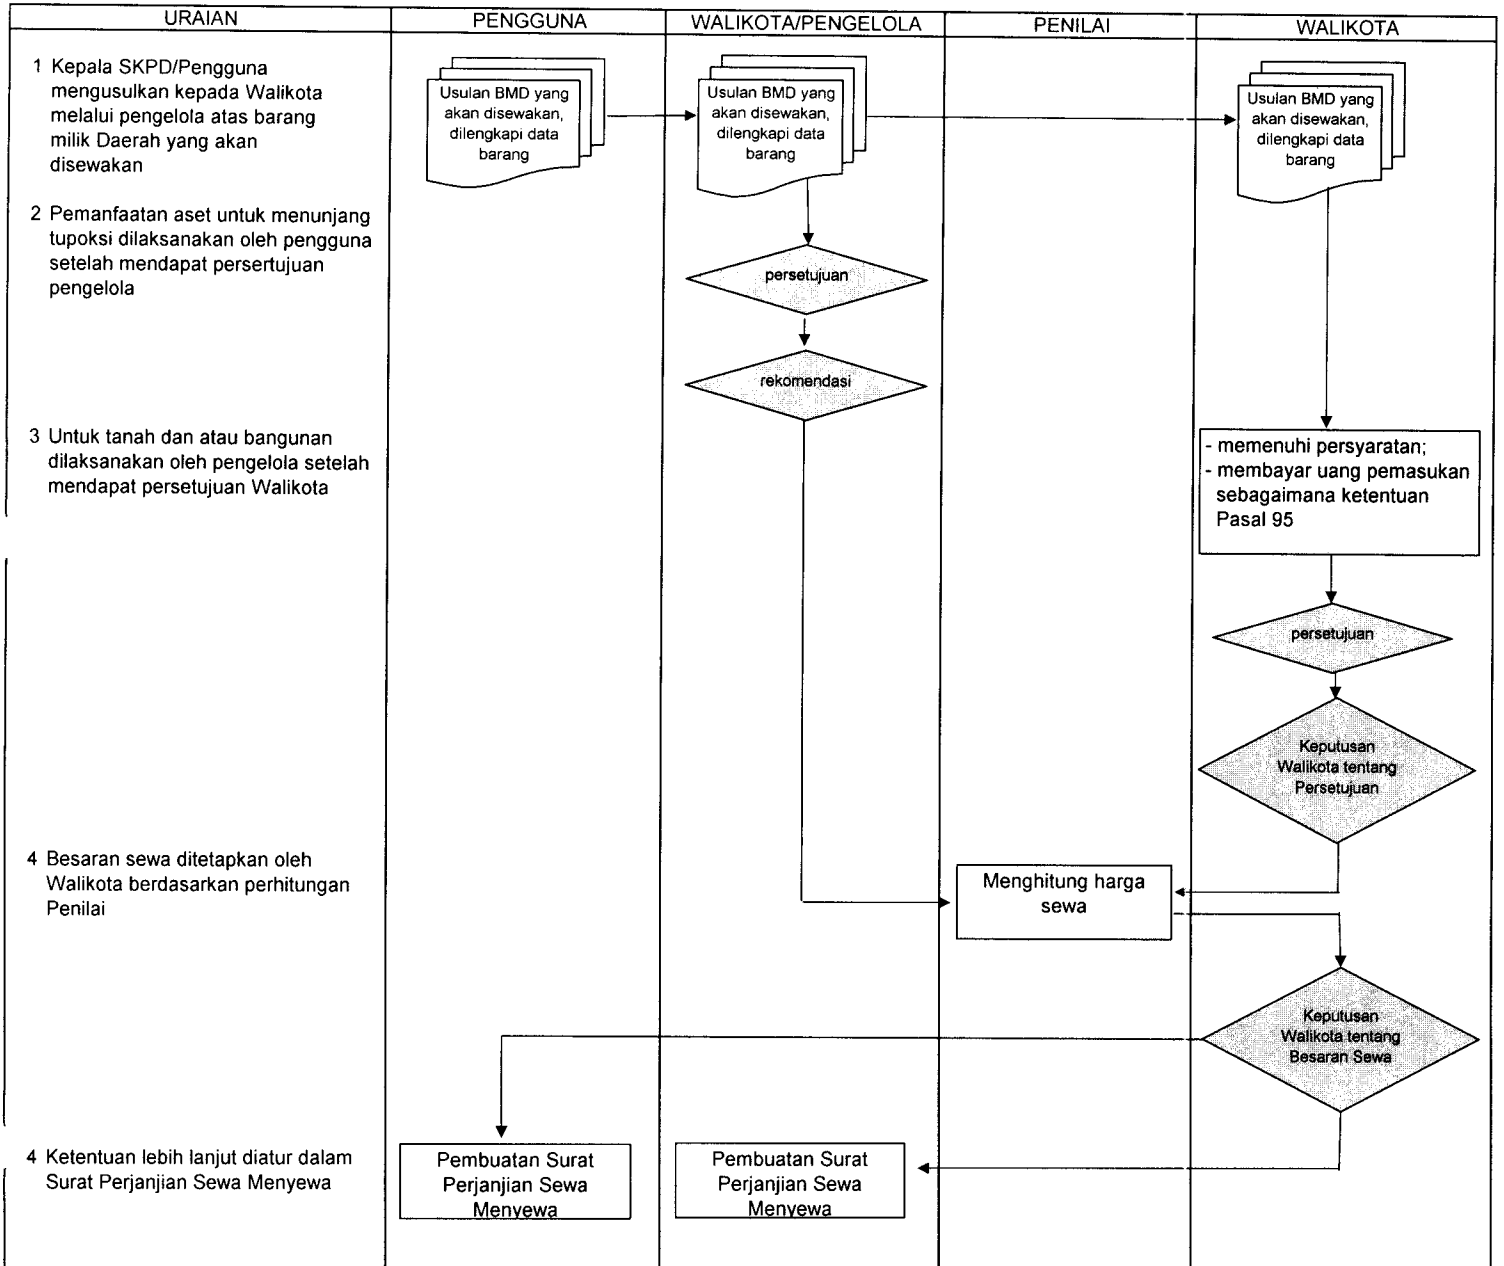 URAIAN
PENGGUNA
WALIKOTA/PENGELOLA
PENILAI
WALIKOTA
1 Kepala SKPD/Pengguna
mengusulkan kepada Walikota
melalui pengelola atas barang
milik Daerah yang akan
disewakan
Usulan BMD yang
akan disewakan,
dilengkapi data
barang
Usulan BMD yang
akan disewakan,
dilengkapi data
barang
Usulan BMD yang
akan disewakan,
dilengkapi data
barang
2 Pemanfaatan aset untuk menunjang
tupoksi dilaksanakan oleh pengguna
setelah mendapat persertujuan
pengelola
persetujuan
rekomendasi
3 Untuk tanah dan atau bangunan
dilaksanakan oleh pengelola setelah
mendapat persetujuan Walikota
- memenuhi persyaratan;
- membayar uang pemasukan
sebagaimana ketentuan
Pasal 95
persetujuan
Keputusan
Walikota tentang
Persetujuan
4 Besaran sewa ditetapkan oleh
Walikota berdasarkan perhitungan
Penilai
Menghitung harga
sewa
Keputusan
Walikota tentang
Besaran Sewa
4 Ketentuan lebih lanjut diatur dalam
Surat Perjanjian Sewa Menyewa
Pembuatan Surat
Perjanjian Sewa
Menyewa
Pembuatan Surat
Perjanjian Sewa
Menyewa